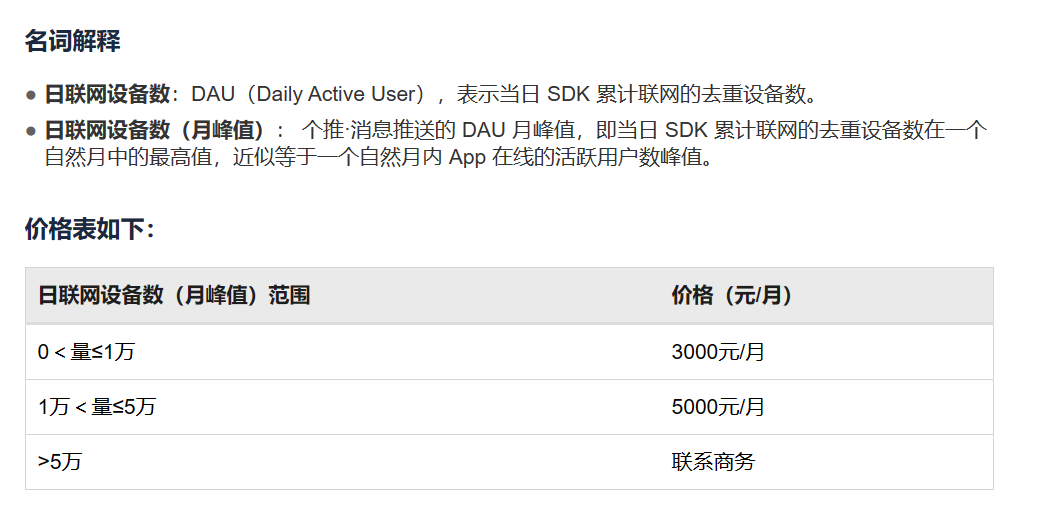 名词解释
● 日联网设备数：DAU（Daily Active User），表示当日 SDK 累计联网的去重设备数。
● 日联网设备数（月峰值）： 个推·消息推送的 DAU 月峰值，即当日 SDK 累计联网的去重设备数在一个
自然月中的最高值，近似等于一个自然月内 App 在线的活跃用户数峰值。
价格表如下：
日联网设备数（月峰值）范围 价格（元/月）
0＜量≤1万 3000元/月
1万＜量≤5万 5000元/月
>5万 联系商务